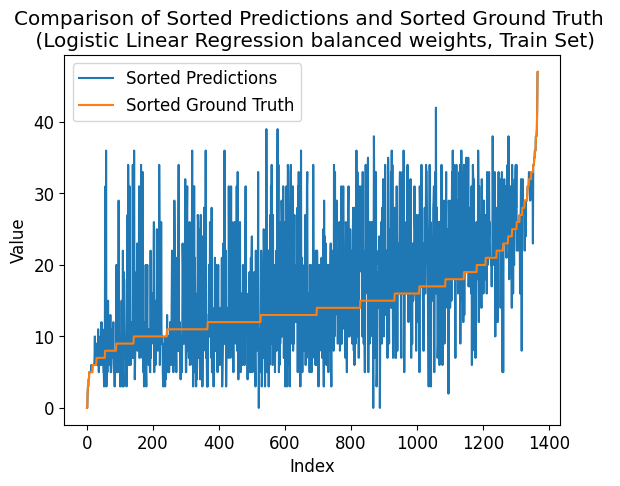 Comparison of Sorted Predictions and Sorted Ground Truth
(Logistic Linear Regression balanced weights, Train Set)
Sorted Predictions
Sorted Ground Truth
Value
40
30
20
10
0
0
200
400
600
800
1000
1200
1400
Index